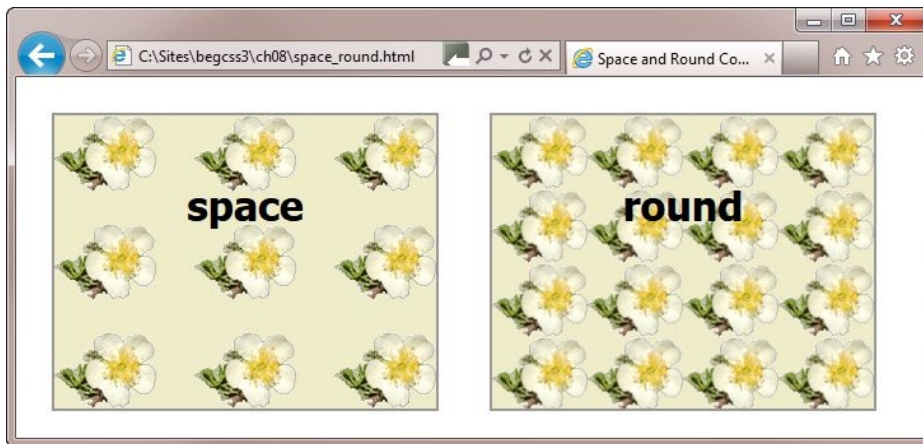 C:\Sites\begcss3\ch08\space_round.html
Space and Round Co...
space
round